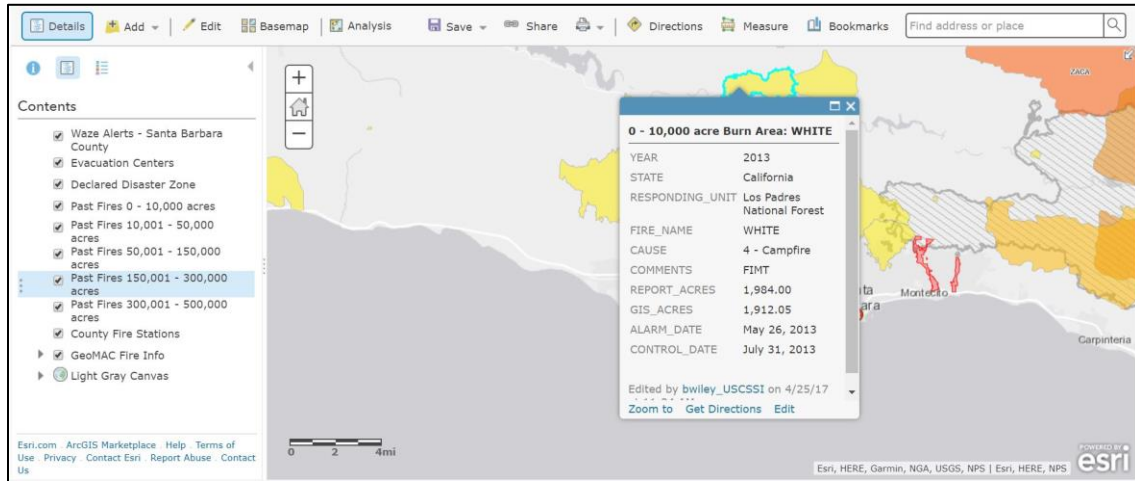 Details Add Edit Basemap Analysis Save Share Directions Measure Bookmarks Find address or place
Contents
Waze Alerts - Santa Barbara
County
Evacuation Centers
Declared Disaster Zone
Past Fires 0 - 10,000 acres
Past Fires 10,001 - 50,000
acres
Past Fires 50,001 - 150,000
acres
Past Fires 150,001 - 300,000
acres
Past Fires 300,001 - 500,000
acres
County Fire Stations
GeoMAC Fire Info
Light Gray Canvas
Esri.com . ArcGIS Marketplace . Help . Terms of
Use . Privacy . Contact Esri . Report Abuse . Contact
Us
0 - 10,000 acre Burn Area: WHITE
YEAR 2013
STATE California
RESPONDING_UNIT Los Padres
National Forest
FIRE_NAME WHITE
CAUSE 4 - Campfire
COMMENTS FIMT
REPORT_ACRES 1,984.00
GIS_ACRES 1,912.05
ALARM_DATE May 26, 2013
CONTROL_DATE July 31, 2013
Edited by bwiley_USCSSI on 4/25/17
Zoom to Get Directions Edit
ZACA
ta
ara
Montecito
Carpinteria
0 2 4mi
POWERED BY
esri
Esri, HERE, Garmin, NGA, USGS, NPS | Esri, HERE, NPS